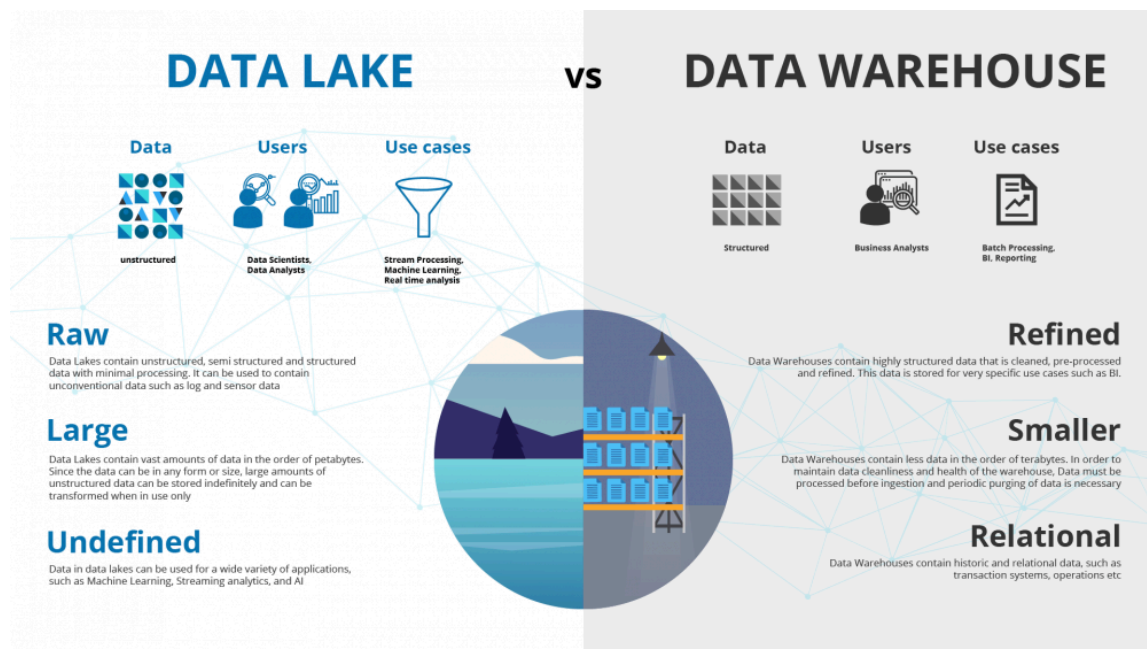 DATA LAKE
vs
DATA WAREHOUSE
Data
Users
Use cases
unstructured
Data Scientists,
Data Analysts
Stream Processing,
Machine Learning,
Real time analysis
Raw
Data Lakes contain unstructured, semi structured and structured
data with minimal processing. It can be used to contain
unconventional data such as log and sensor data
Large
Data Lakes contain vast amounts of data in the order of petabytes.
Since the data can be in any form or size, large amounts of
unstructured data can be stored indefinitely and can be
transformed when in use only
Undefined
Data in data lakes can be used for a wide variety of applications,
such as Machine Learning, Streaming analytics, and AI
Data
Users
Use cases
Structured
Business Analysts
Batch Processing,
BI, Reporting
Refined
Data Warehouses contain highly structured data that is cleaned, pre-processed
and refined. This data is stored for very specific use cases such as BI.
Smaller
Data Warehouses contain less data in the order of terabytes. In order to
maintain data cleanliness and health of the warehouse, Data must be
processed before ingestion and periodic purging of data is necessary
Relational
Data Warehouses contain historic and relational data, such as
transaction systems, operations etc